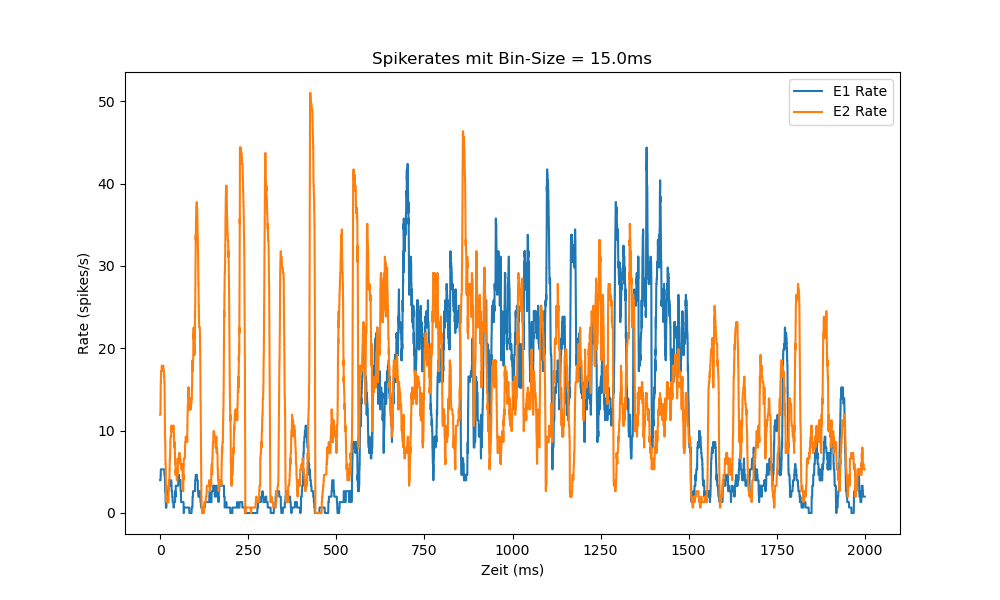 Spikerates mit Bin-Size = 15.0ms
E1 Rate
E2 Rate
Rate (spikes/s)
50
40
30
20
10
0
0 250 500 750 1000 1250 1500 1750 2000
Zeit (ms)